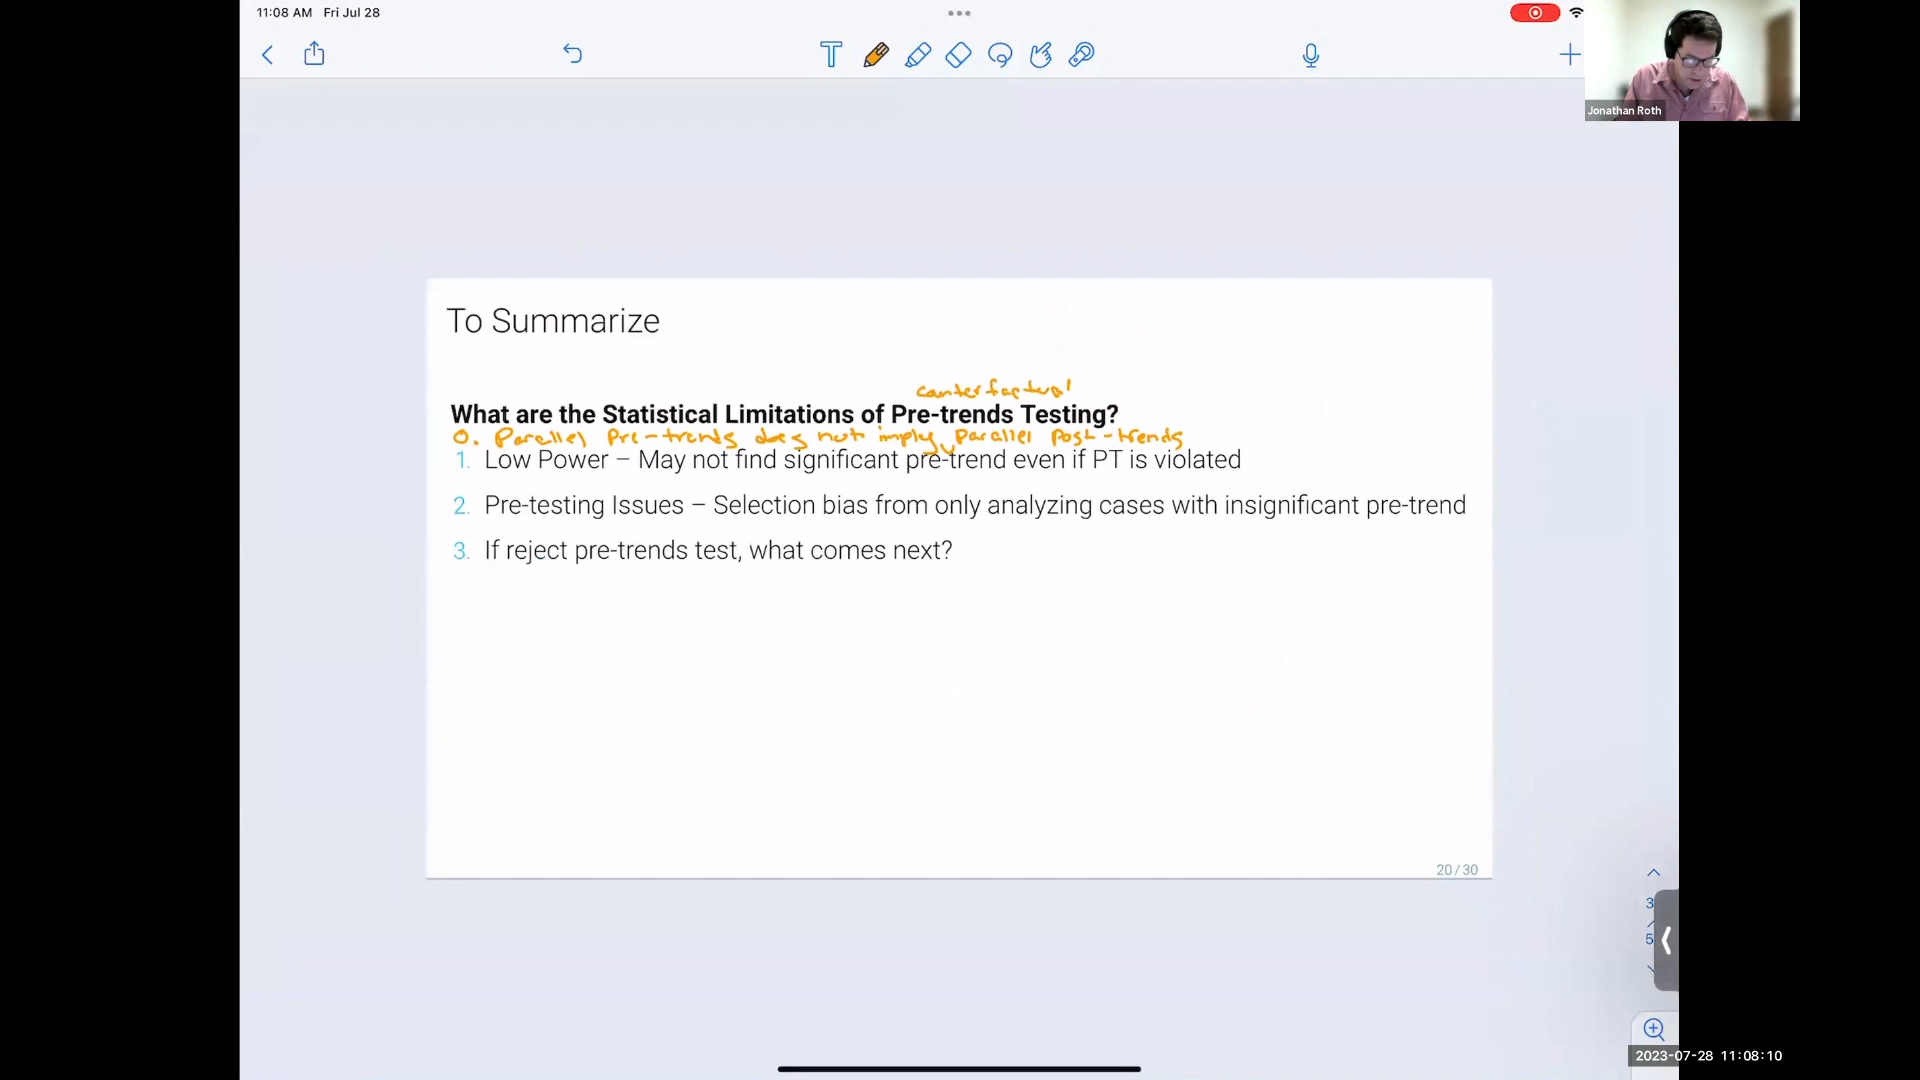 11:08 AM Fri Jul 28
Jonathan Roth
To Summarize
counterfactual
What are the Statistical Limitations of Pre-trends Testing?
0. Parallel pre-trends does not imply parallel post-trends
1. Low Power – May not find significant pre-trend even if PT is violated
2. Pre-testing Issues – Selection bias from only analyzing cases with insignificant pre-trend
3. If reject pre-trends test, what comes next?
20 / 30
3
5
2023-07-28 11:08:10